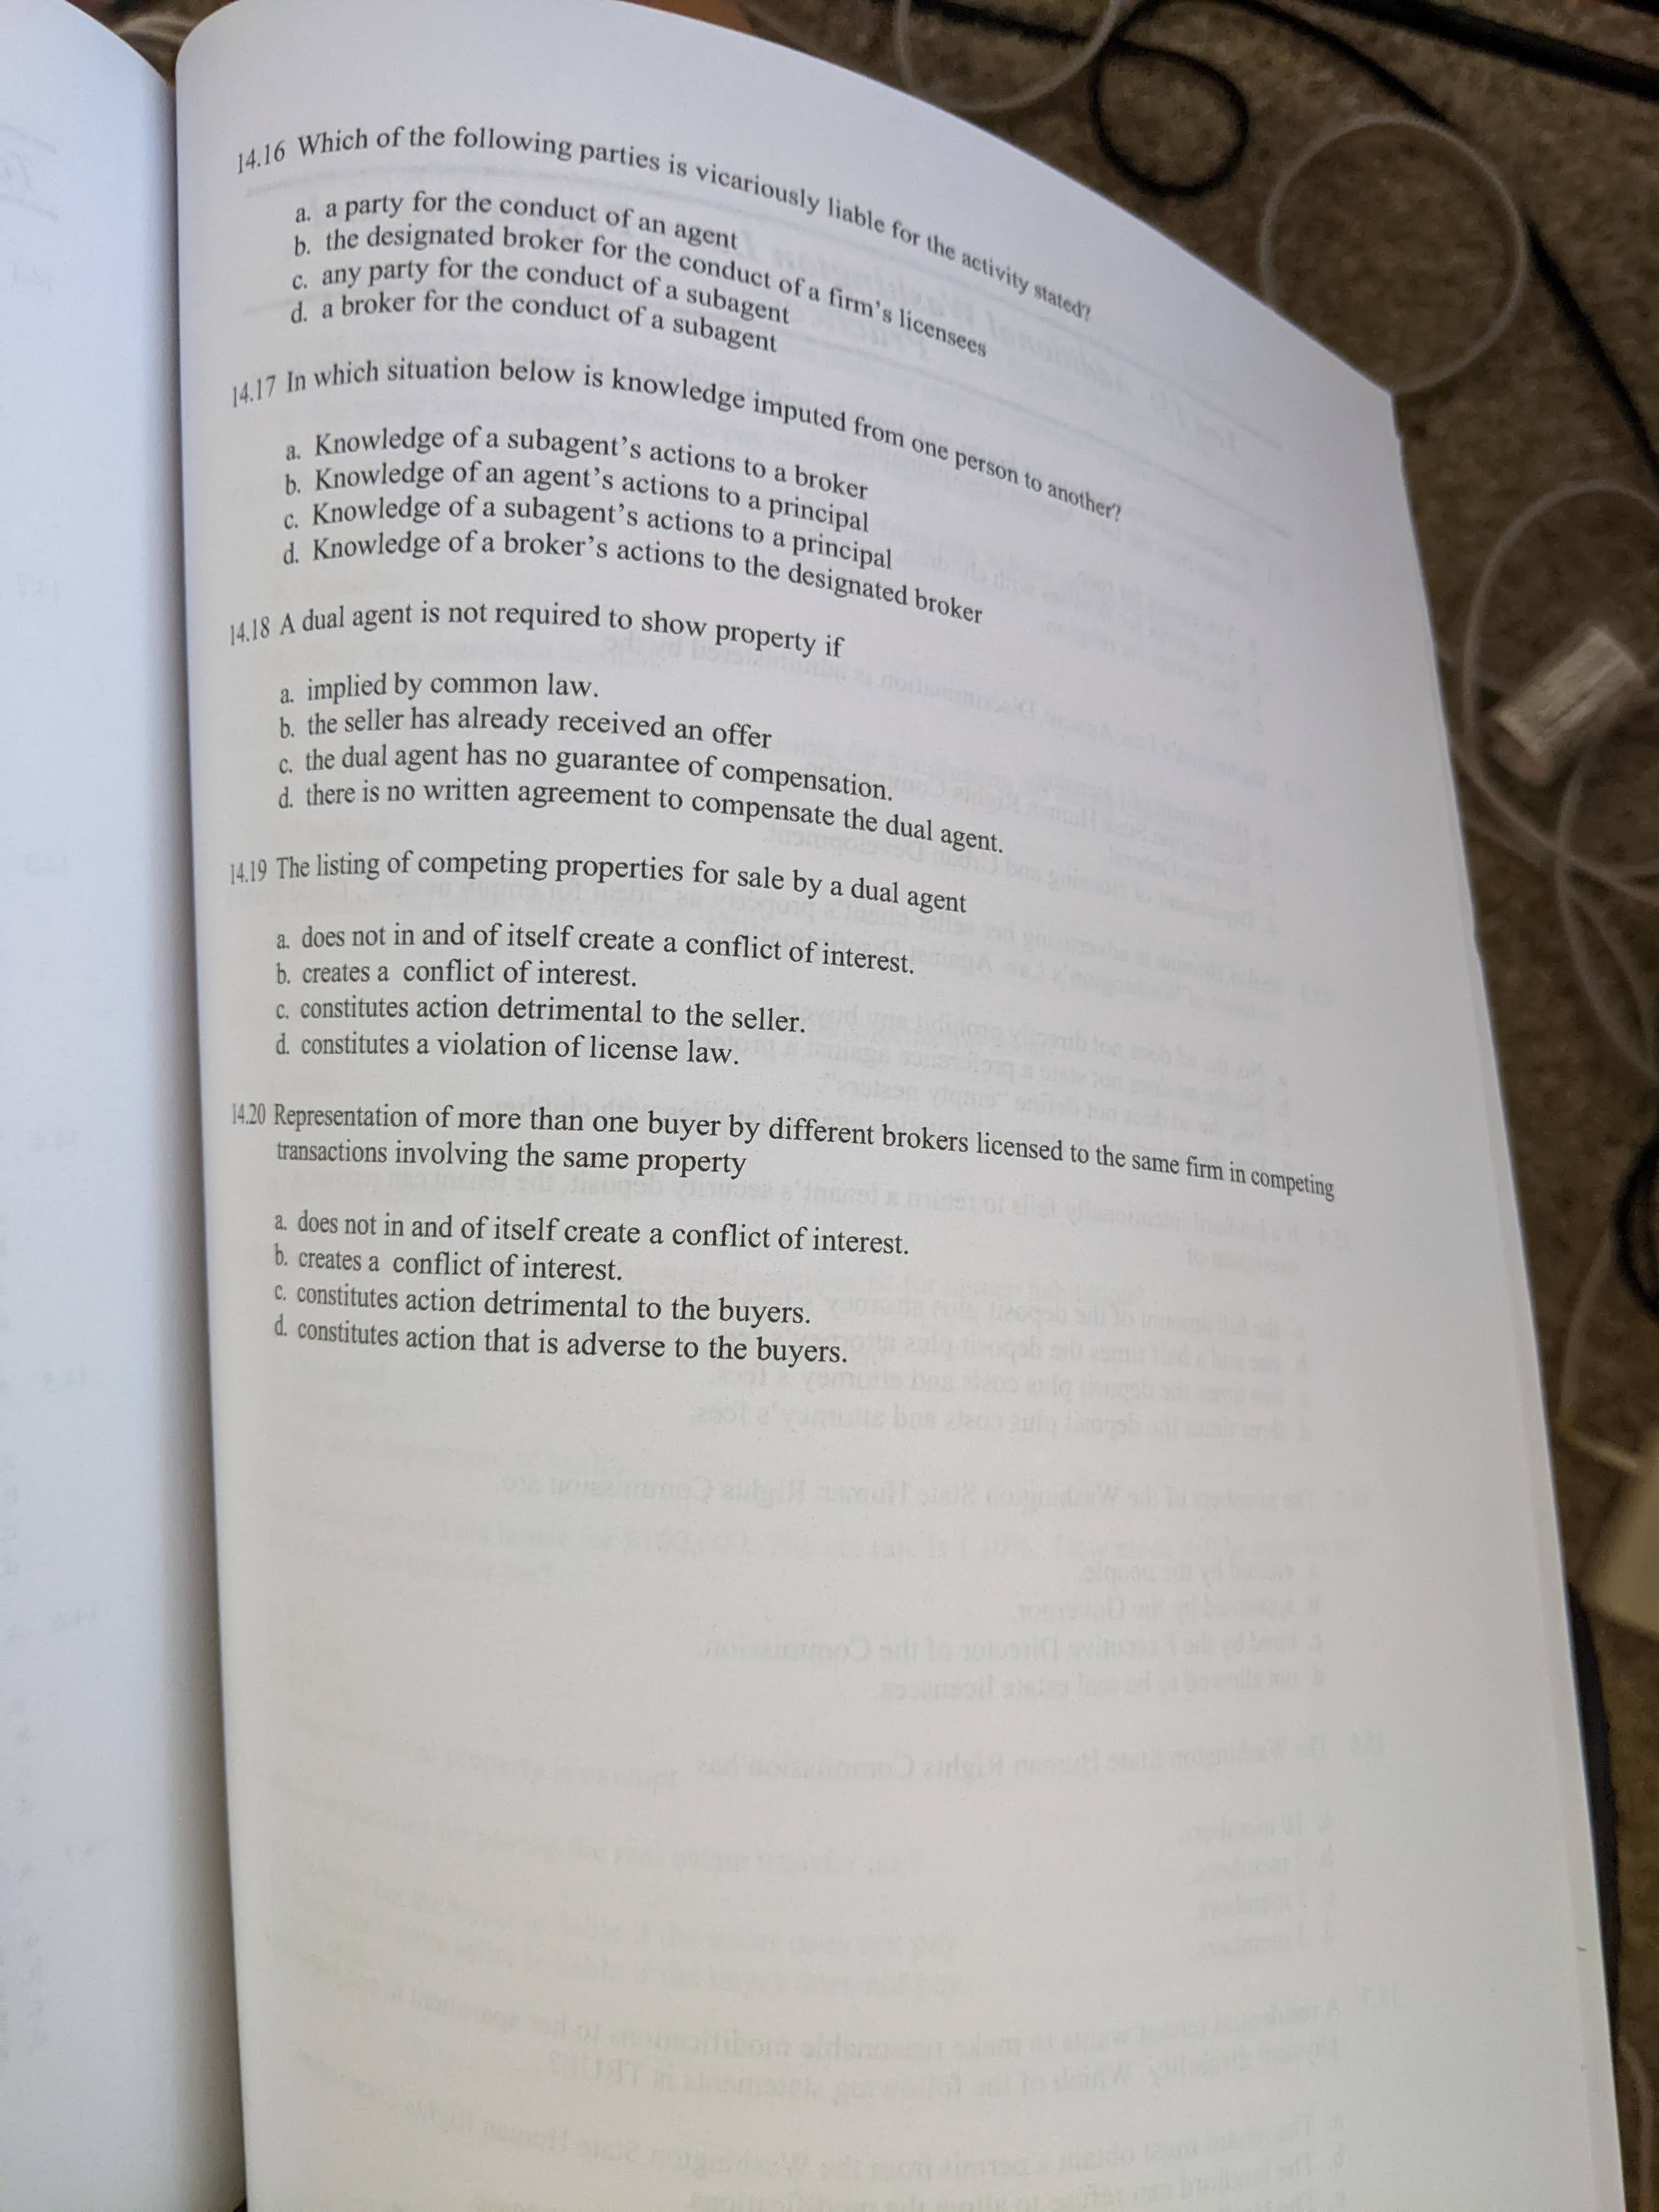 14.16 Which of the following parties is vicariously liable for the activity stated?
a. a party for the conduct of an agent
b. the designated broker for the conduct of a firm's licensees
c. any party for the conduct of a subagent
d. a broker for the conduct of a subagent
14.17 In which situation below is knowledge imputed from one person to another?
a. Knowledge of a subagent's actions to a broker
b. Knowledge of an agent's actions to a principal
c. Knowledge of a subagent's actions to a principal
d. Knowledge of a broker's actions to the designated broker
14.18 A dual agent is not required to show property if
a. implied by common law.
b. the seller has already received an offer
c. the dual agent has no guarantee of compensation.
d. there is no written agreement to compensate the dual agent.
14.19 The listing of competing properties for sale by a dual agent
a. does not in and of itself create a conflict of interest.
b. creates a conflict of interest.
c. constitutes action detrimental to the seller.
d. constitutes a violation of license law.
14.20 Representation of more than one buyer by different brokers licensed to the same firm in competing
transactions involving the same property
a. does not in and of itself create a conflict of interest.
b. creates a conflict of interest.
c. constitutes action detrimental to the buyers.
d. constitutes action that is adverse to the buyers.